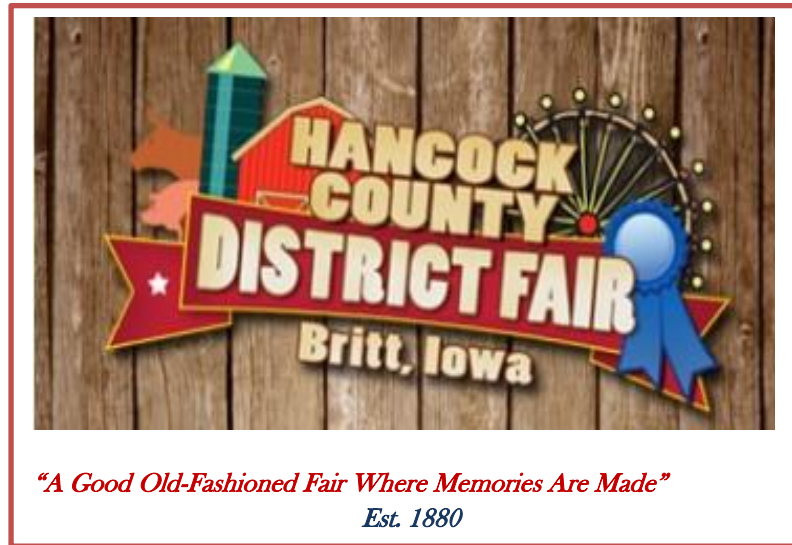 HANCOCK
COUNTY
DISTRICT FAIR
Britt, Iowa
“A Good Old-Fashioned Fair Where Memories Are Made”
Est. 1880